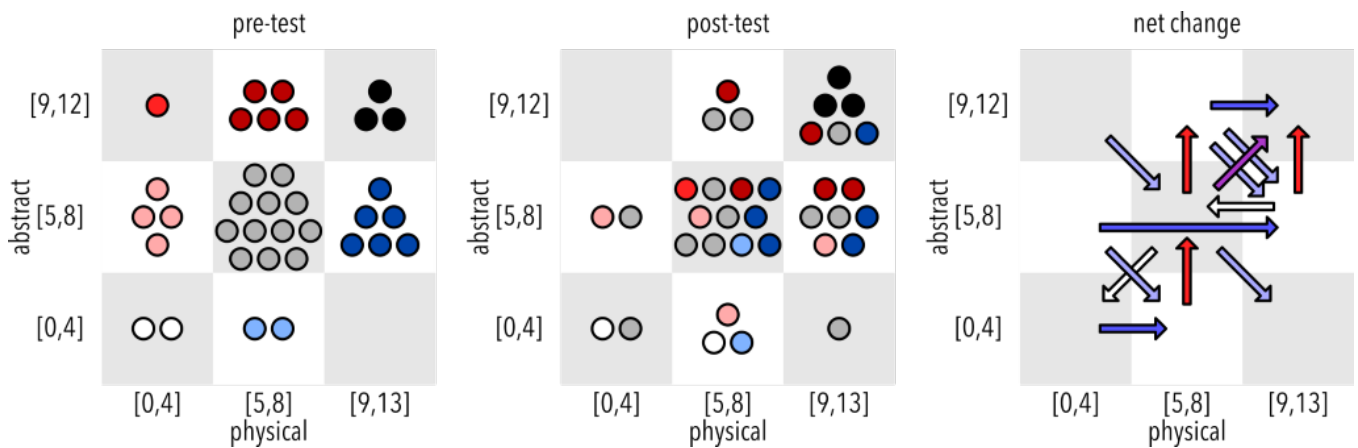 pre-test
post-test
net change
abstract
[9,12]
[5,8]
[0,4]
[0,4]
[5,8]
[9,13]
physical
abstract
[9,12]
[5,8]
[0,4]
[0,4]
[5,8]
[9,13]
physical
abstract
[9,12]
[5,8]
[0,4]
[0,4]
[5,8]
[9,13]
physical